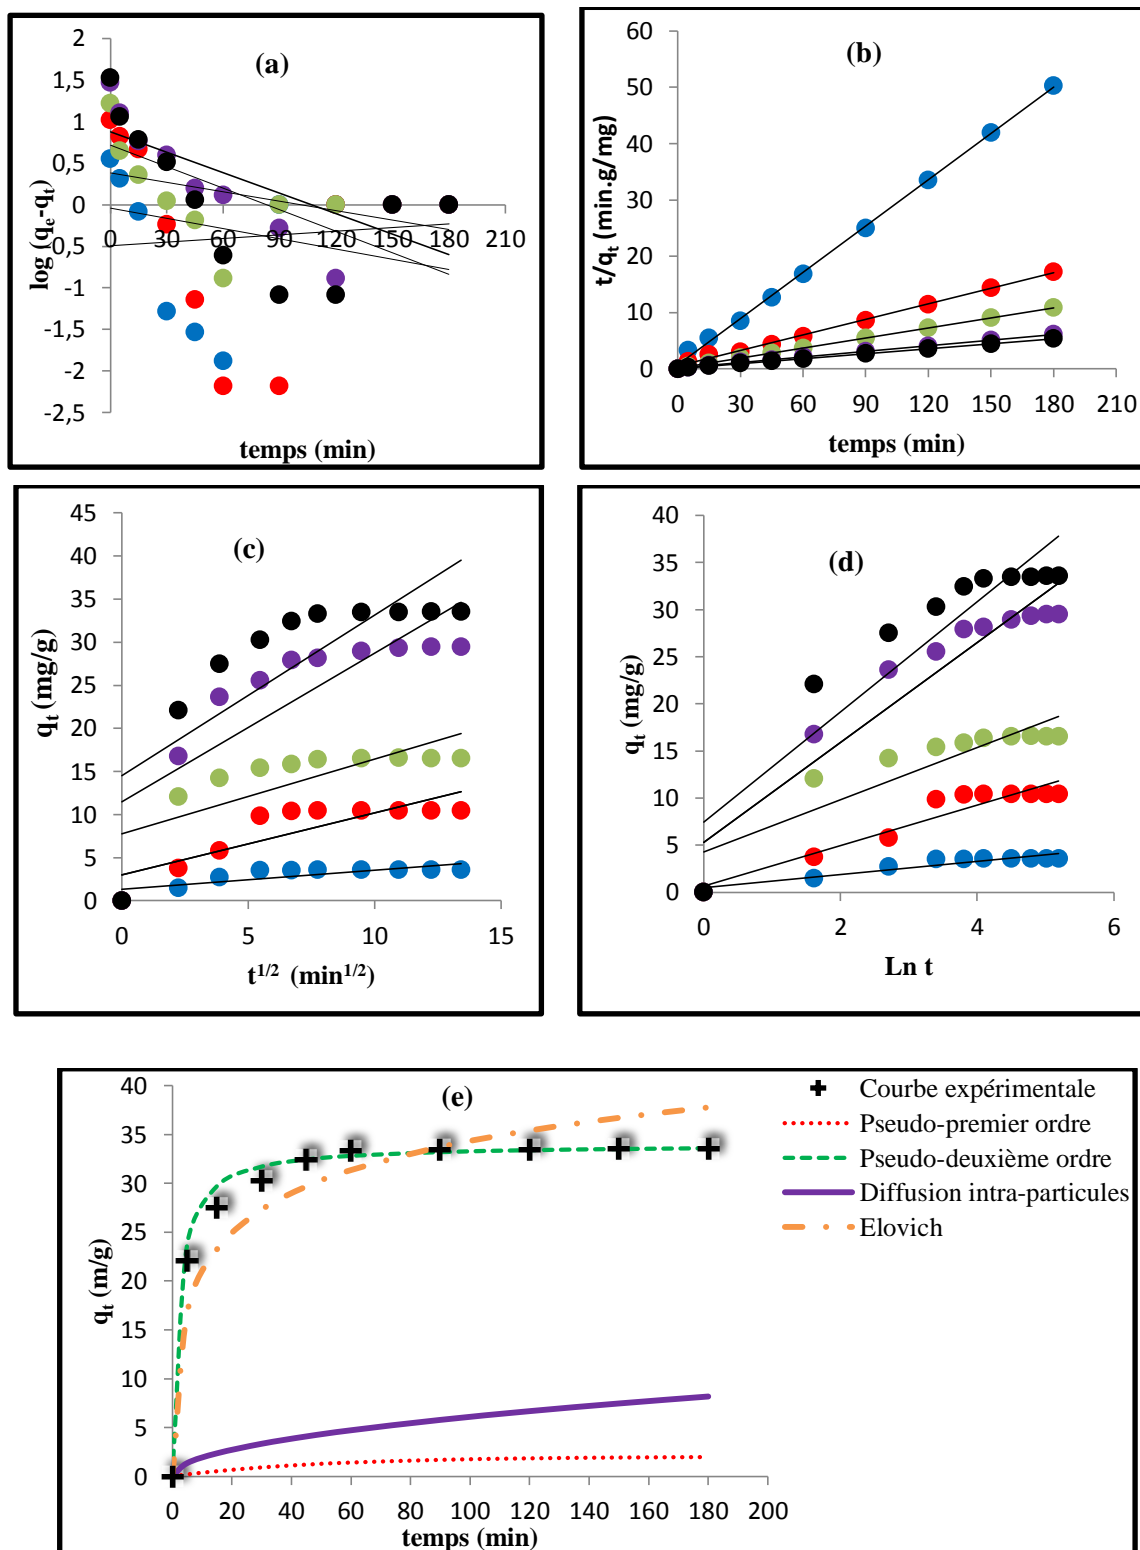 (a)
2
1,5
1
0,5
0
-0,5
-1
-1,5
-2
-2,5
0 30 60 90 120 150 180 210
log (qe-qt)
temps (min)
(b)
60
50
40
30
20
10
0
0 30 60 90 120 150 180 210
t/qt (min.g/mg)
temps (min)
(c)
45
40
35
30
25
20
15
10
5
0
0 5 10 15
qt (mg/g)
t1/2 (min1/2)
(d)
40
35
30
25
20
15
10
5
0
0 2 4 6
qt (mg/g)
Ln t
(e)
40
35
30
25
20
15
10
5
0
0 20 40 60 80 100 120 140 160 180 200
qt (m/g)
temps (min)
Courbe expérimentale
Pseudo-premier ordre
Pseudo-deuxième ordre
Diffusion intra-particules
Elovich